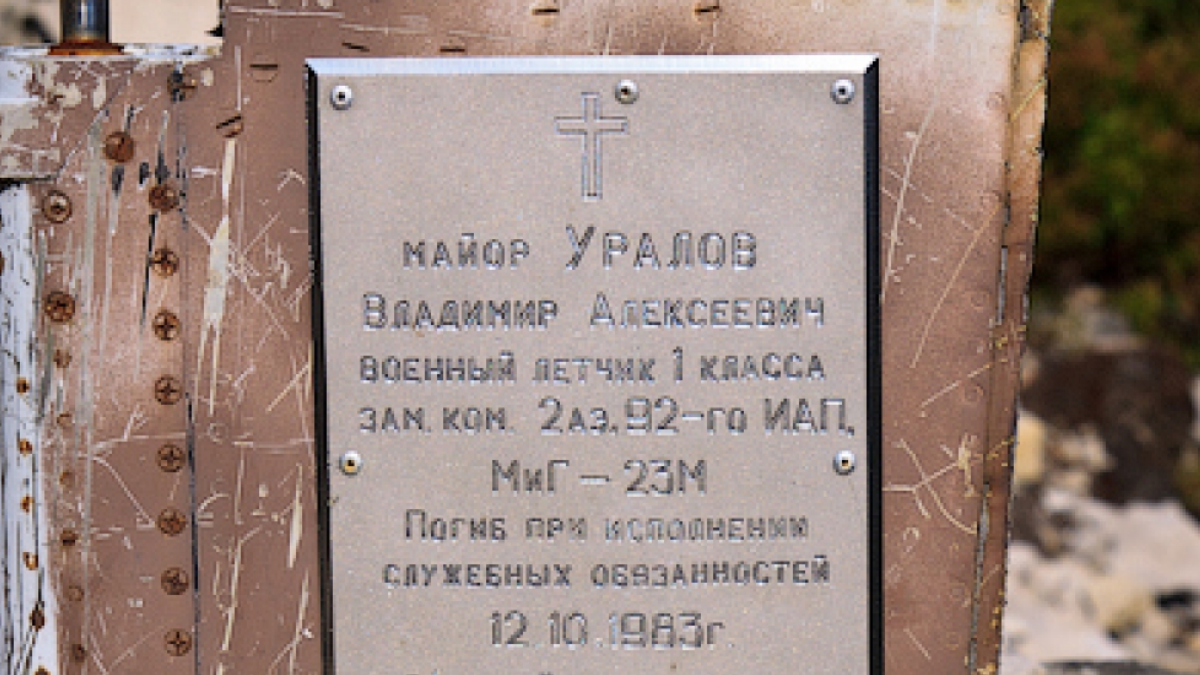 майор Уралов
Владимир Алексеевич
военный летчик 1 класса
зам. ком. 2аэ. 92-го ИАП,
МиГ – 23М
Погиб при исполнении
служебных обязанностей
12.10.1983г.